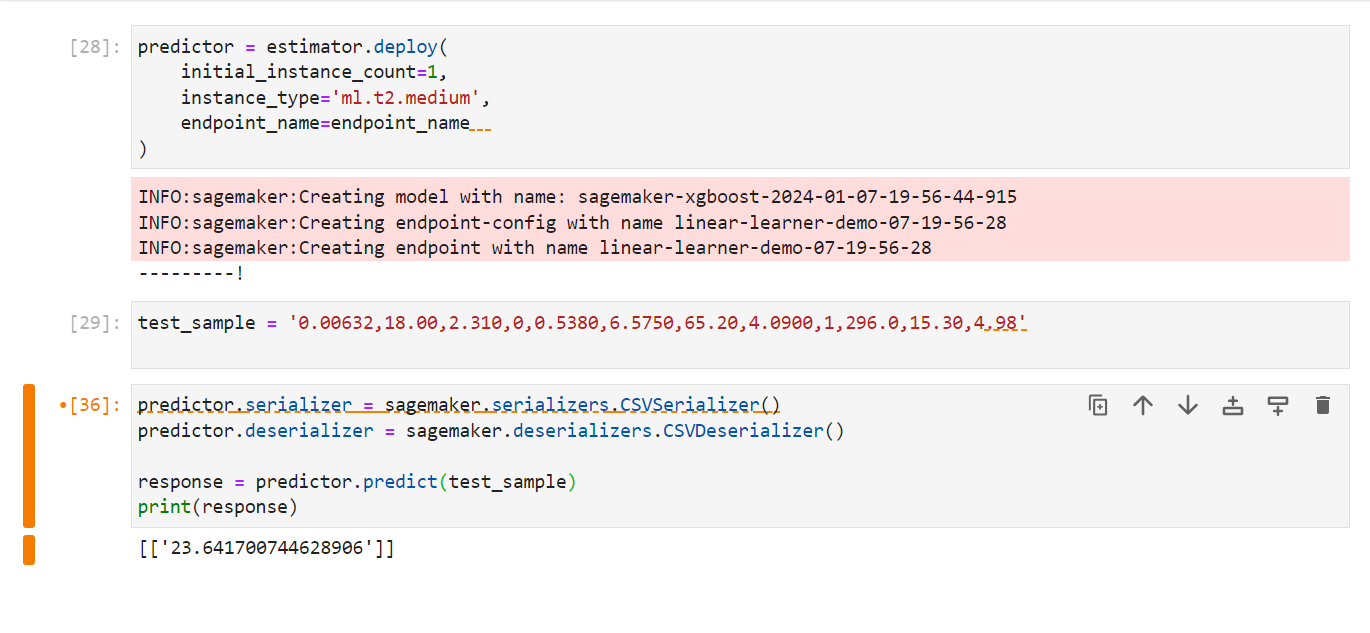 [28]:
predictor = estimator.deploy(
    initial_instance_count=1,
    instance_type='ml.t2.medium',
    endpoint_name=endpoint_name
)
INFO:sagemaker:Creating model with name: sagemaker-xgboost-2024-01-07-19-56-44-915
INFO:sagemaker:Creating endpoint-config with name linear-learner-demo-07-19-56-28
INFO:sagemaker:Creating endpoint with name linear-learner-demo-07-19-56-28
---------!
[29]:
test_sample = '0.00632,18.00,2.310,0,0.5380,6.5750,65.20,4.0900,1,296.0,15.30,4.98'
•[36]:
predictor.serializer = sagemaker.serializers.CSVSerializer()
predictor.deserializer = sagemaker.deserializers.CSVDeserializer()
response = predictor.predict(test_sample)
print(response)
[['23.641700744628906']]